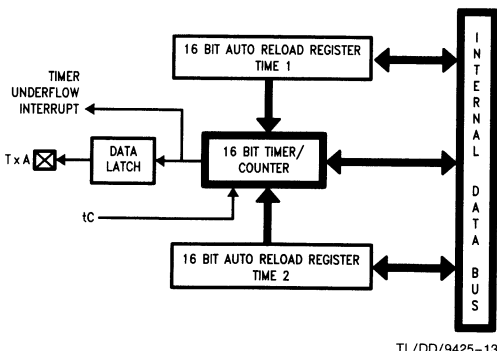 16 BIT AUTO RELOAD REGISTER
TIME 1
TIMER
UNDERFLOW
INTERRUPT
TxA
DATA
LATCH
16 BIT TIMER/
COUNTER
tC
16 BIT AUTO RELOAD REGISTER
TIME 2
INTERNAL DATA BUS
TL/DD/9425-13